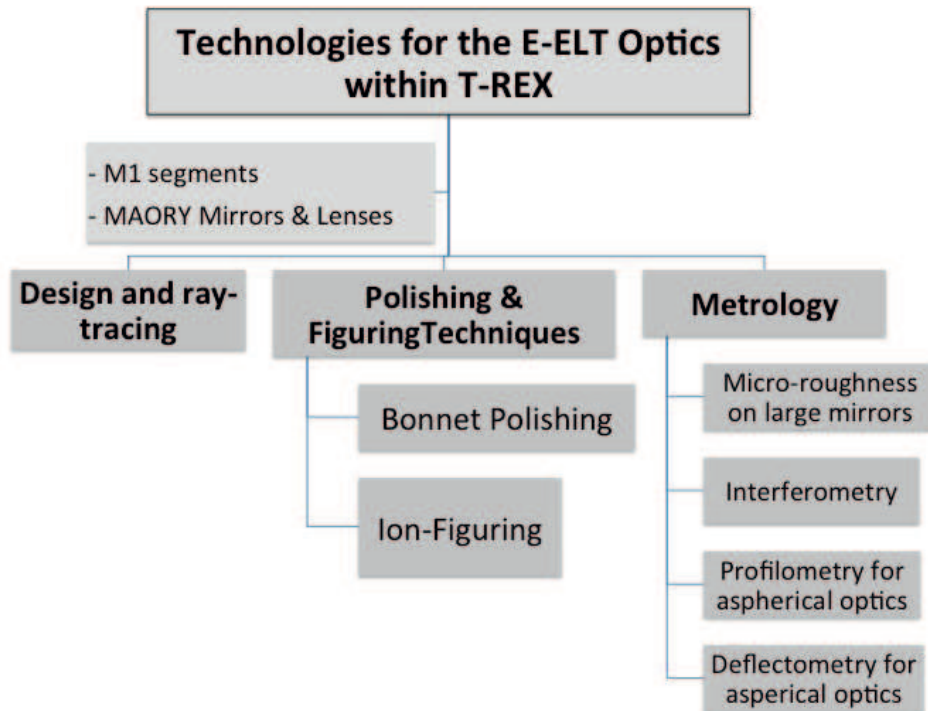 Technologies for the E-ELT Optics
within T-REX
- M1 segments
- MAORY Mirrors & Lenses
Design and ray-
tracing
Polishing &
FiguringTechniques
Bonnet Polishing
Ion-Figuring
Metrology
Micro-roughness
on large mirrors
Interferometry
Profilometry for
aspherical optics
Deflectometry for
asperical optics